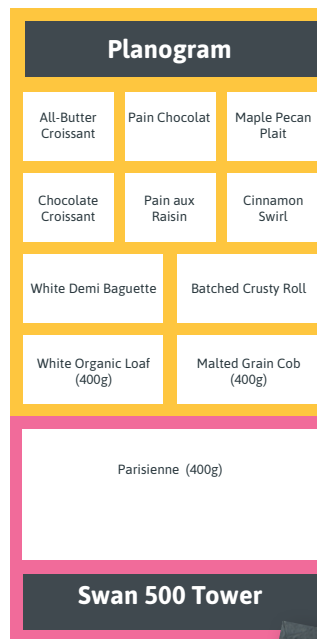 Planogram
All-Butter
Croissant
Pain Chocolat
Maple Pecan
Plait
Chocolate
Croissant
Pain aux
Raisin
Cinnamon
Swirl
White Demi Baguette
Batched Crusty Roll
White Organic Loaf
(400g)
Malted Grain Cob
(400g)
Parisienne (400g)
Swan 500 Tower